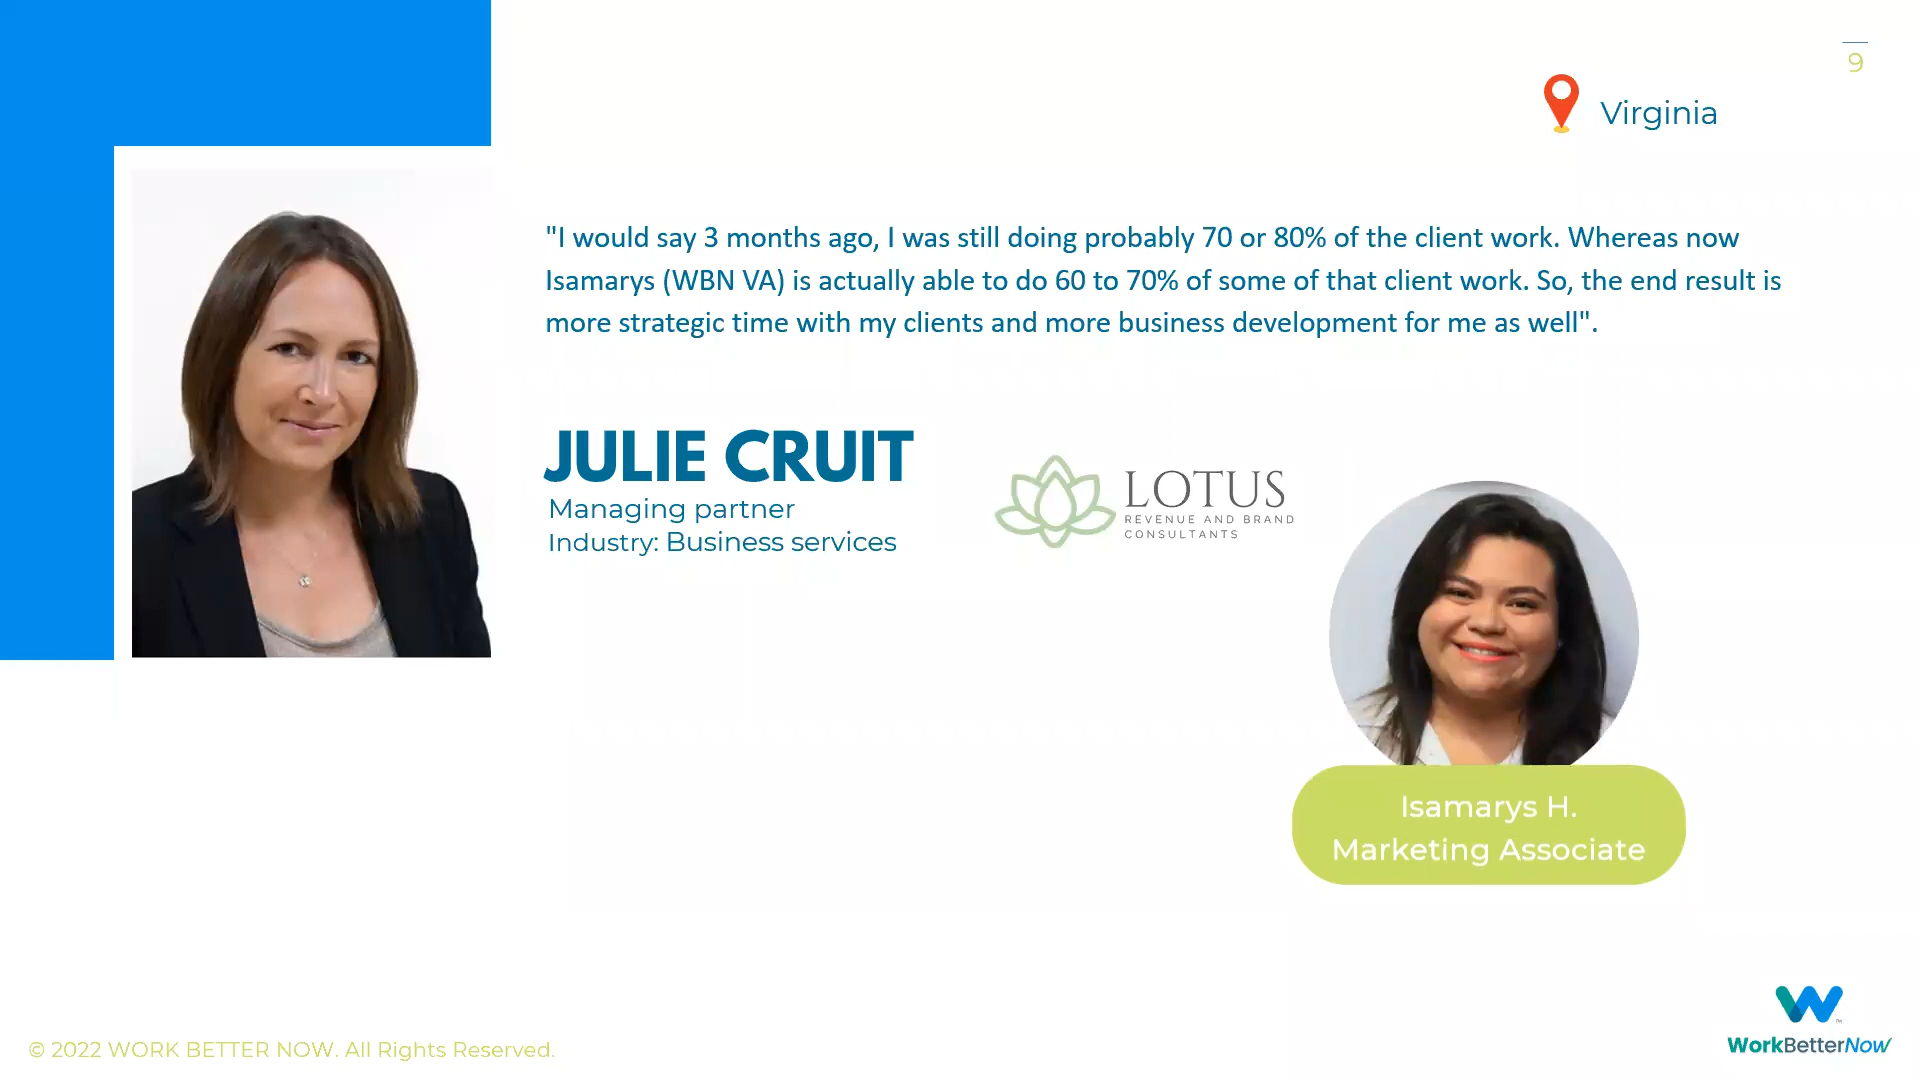 9
Virginia
"I would say 3 months ago, I was still doing probably 70 or 80% of the client work. Whereas now
Isamarys (WBN VA) is actually able to do 60 to 70% of some of that client work. So, the end result is
more strategic time with my clients and more business development for me as well".
JULIE CRUIT
Managing partner
Industry: Business services
LOTUS
REVENUE AND BRAND
CONSULTANTS
Isamarys H.
Marketing Associate
WorkBetterNow
© 2022 WORK BETTER NOW. All Rights Reserved.